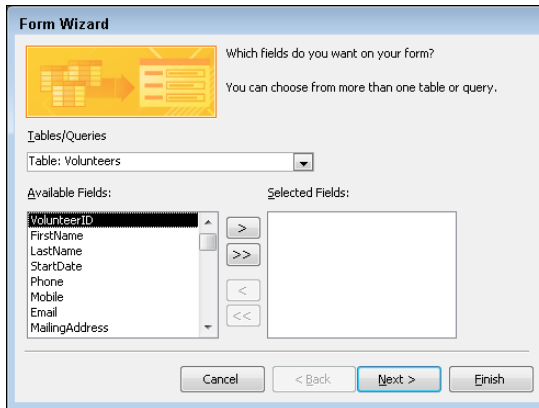 Form Wizard
Which fields do you want on your form?
You can choose from more than one table or query.
Tables/Queries
Table: Volunteers
Available Fields:
Selected Fields:
VolunteerID
FirstName
LastName
StartDate
Phone
Mobile
Email
MailingAddress
>
>>
<
<<
Cancel
< Back
Next >
Finish